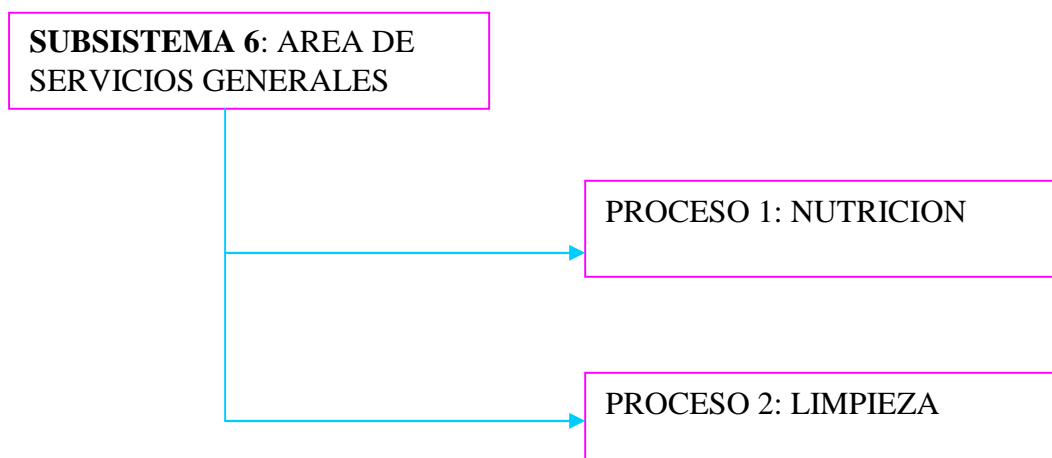 SUBSISTEMA 6: AREA DE
SERVICIOS GENERALES
PROCESO 1: NUTRICION
PROCESO 2: LIMPIEZA